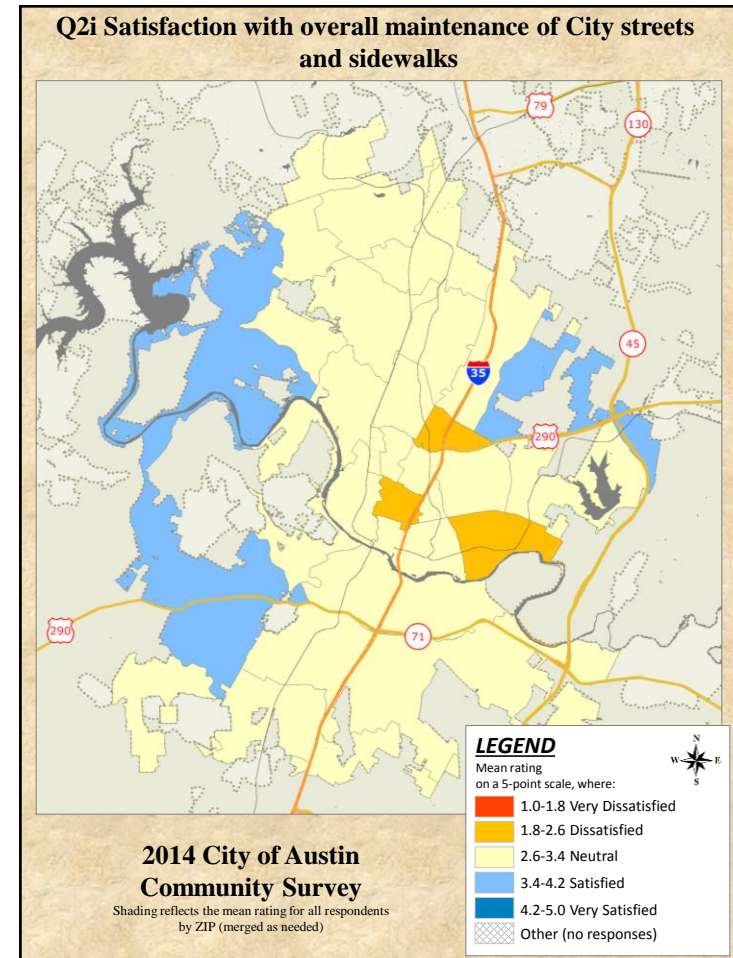 Q2i Satisfaction with overall maintenance of City streets
and sidewalks
79
130
45
35
290
290
71
LEGEND
Mean rating
on a 5-point scale, where:
N
W E
S
1.0-1.8 Very Dissatisfied
1.8-2.6 Dissatisfied
2.6-3.4 Neutral
3.4-4.2 Satisfied
4.2-5.0 Very Satisfied
Other (no responses)
2014 City of Austin
Community Survey
Shading reflects the mean rating for all respondents
by ZIP (merged as needed)